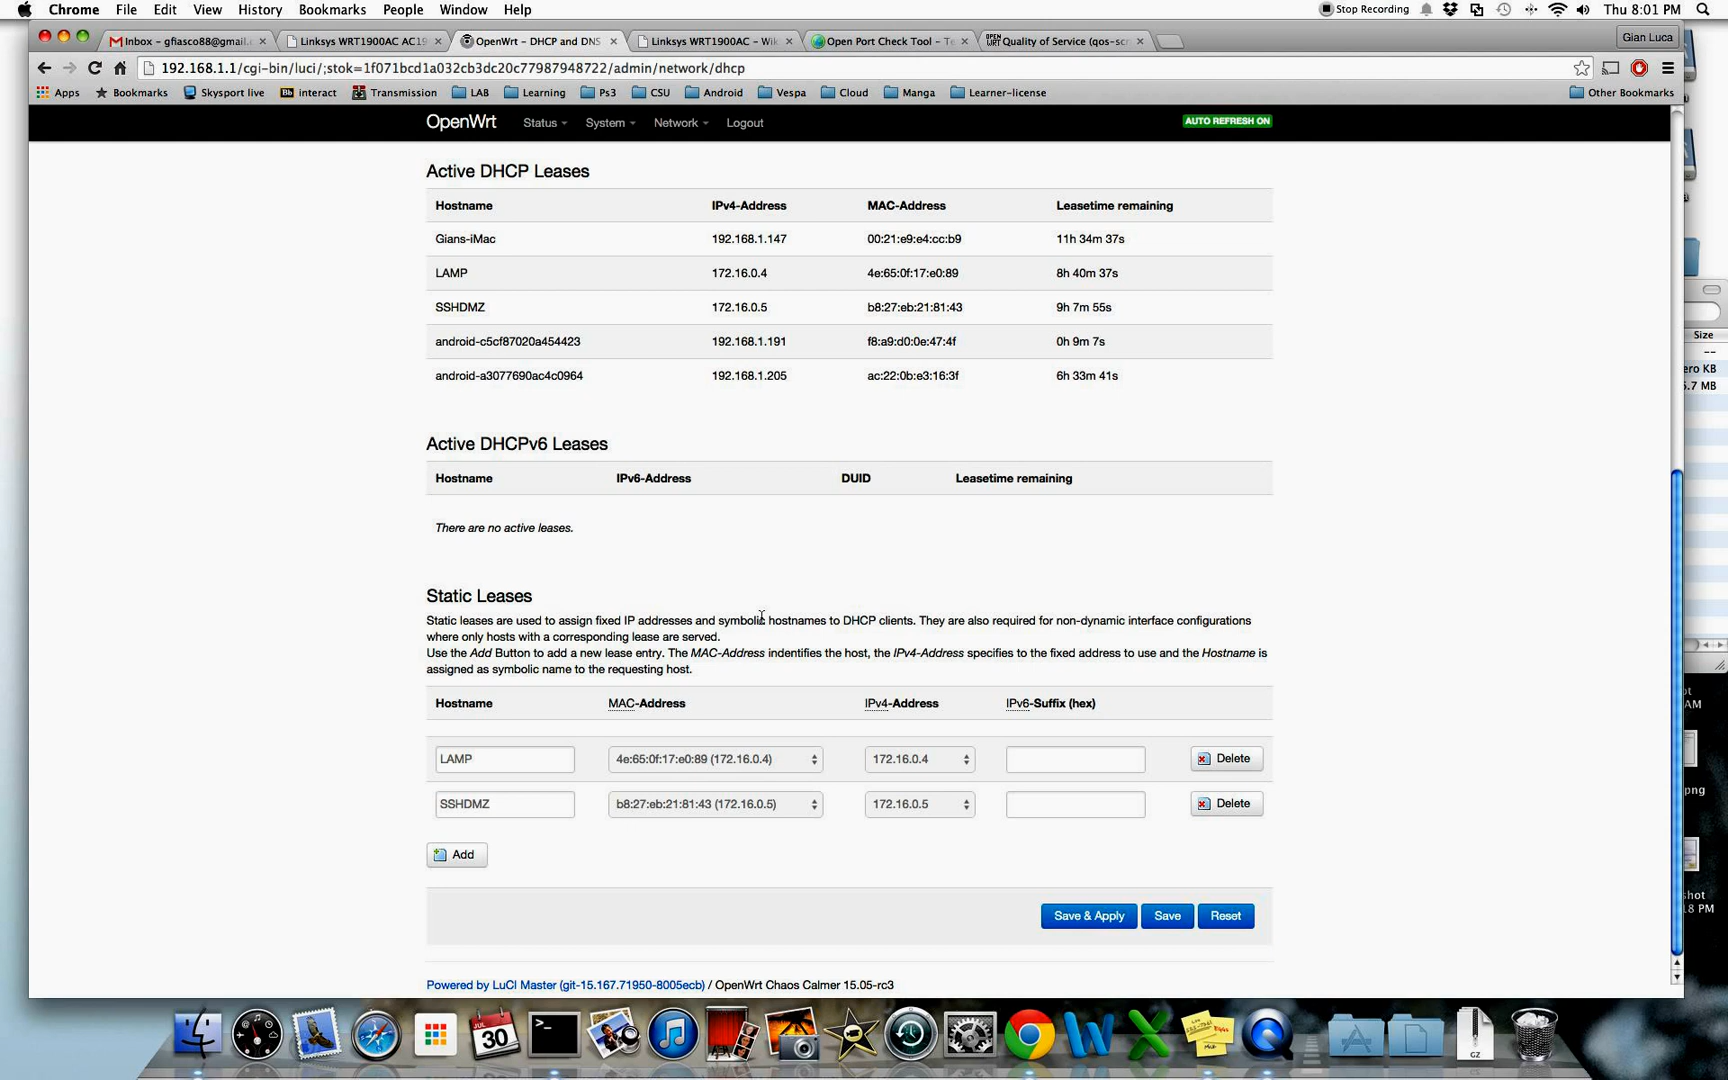 Chrome File Edit View History Bookmarks People Window Help Stop Recording Thu 8:01 PM
Inbox - gfiasco88@gmail. Linksys WRT1900AC AC19 OpenWrt - DHCP and DNS Linksys WRT1900AC - Wik Open Port Check Tool - Te Quality of Service (qos-scr Gian Luca
192.168.1.1/cgi-bin/luci/;stok=1f071bcd1a032cb3dc20c77987948722/admin/network/dhcp
Apps Bookmarks Skysport live Bb interact Transmission LAB Learning Ps3 CSU Android Vespa Cloud Manga Learner-license Other Bookmarks
OpenWrt Status System Network Logout AUTO REFRESH ON
Active DHCP Leases
Hostname IPv4-Address MAC-Address Leasetime remaining
Gians-iMac 192.168.1.147 00:21:e9:e4:cc:b9 11h 34m 37s
LAMP 172.16.0.4 4e:65:0f:17:e0:89 8h 40m 37s
SSHDMZ 172.16.0.5 b8:27:eb:21:81:43 9h 7m 55s
android-c5cf87020a454423 192.168.1.191 f8:a9:d0:0e:47:4f 0h 9m 7s
android-a3077690ac4c0964 192.168.1.205 ac:22:0b:e3:16:3f 6h 33m 41s
Active DHCPv6 Leases
Hostname IPv6-Address DUID Leasetime remaining
There are no active leases.
Static Leases
Static leases are used to assign fixed IP addresses and symbolic hostnames to DHCP clients. They are also required for non-dynamic interface configurations
where only hosts with a corresponding lease are served.
Use the Add Button to add a new lease entry. The MAC-Address indentifies the host, the IPv4-Address specifies to the fixed address to use and the Hostname is
assigned as symbolic name to the requesting host.
Hostname MAC-Address IPv4-Address IPv6-Suffix (hex)
LAMP 4e:65:0f:17:e0:89 (172.16.0.4) 172.16.0.4 Delete
SSHDMZ b8:27:eb:21:81:43 (172.16.0.5) 172.16.0.5 Delete
Add
Save & Apply Save Reset
Powered by LuCI Master (git-15.167.71950-8005ecb) / OpenWrt Chaos Calmer 15.05-rc3
Size
--
ero KB
5.7 MB
AM
png
shot
18 PM
JUL
30
GZ